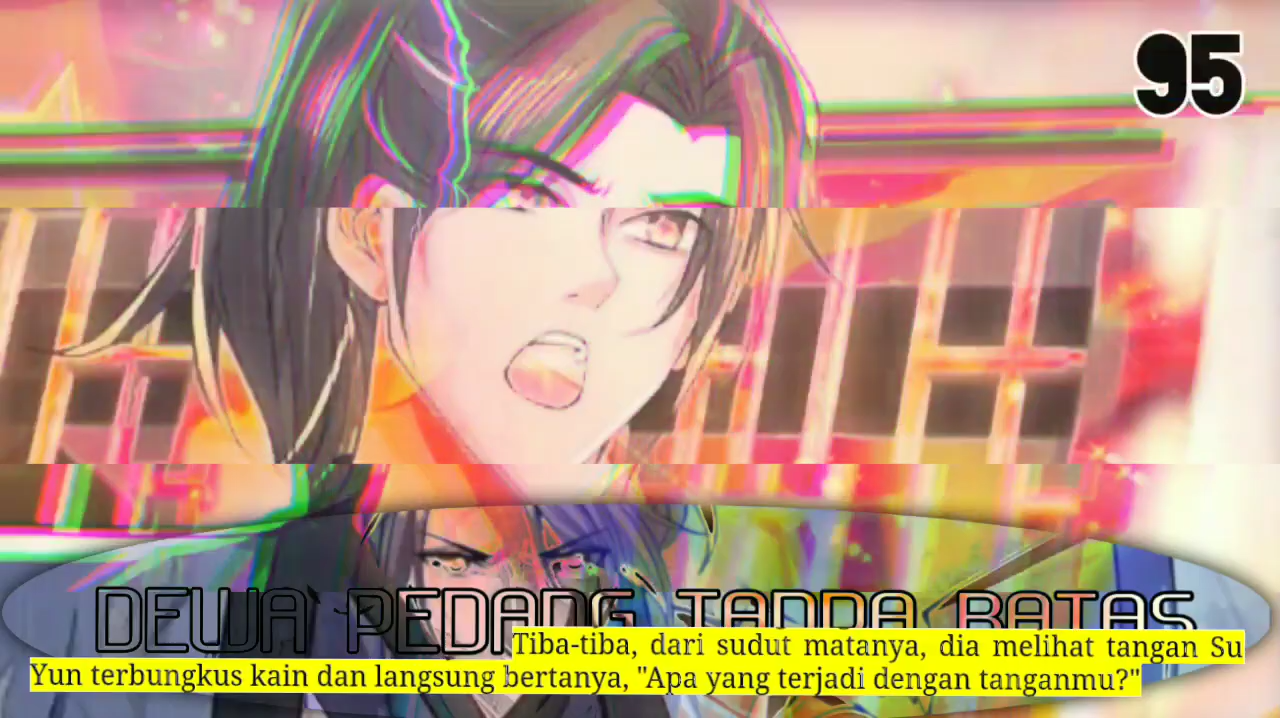 95
DEWA PEDANG TANPA BATAS
Tiba-tiba, dari sudut matanya, dia melihat tangan Su
Yun terbungkus kain dan langsung bertanya, "Apa yang terjadi dengan tanganmu?"